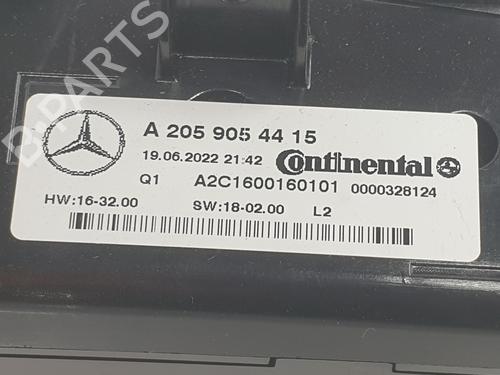 A 205 905 44 15
19.06.2022 21:42 Continental
Q1 A2C1600160101 0000328124
HW:16-32.00 SW:18-02.00 L2
B-PARTS